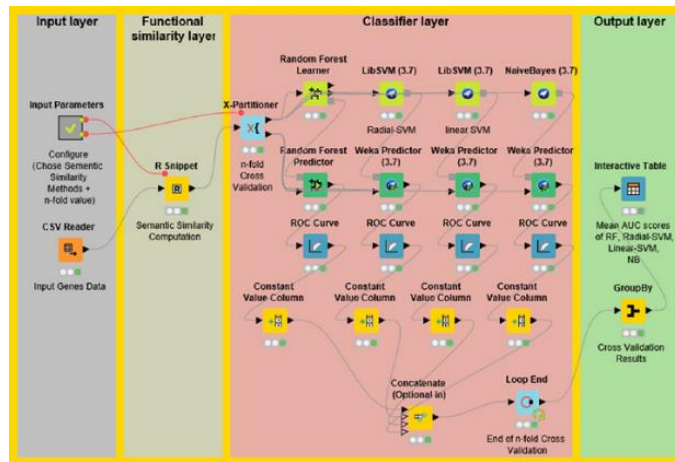 Input layer
Functional
similarity layer
Classifier layer
Output layer
Random Forest
Learner
LibSVM (3.7)
LibSVM (3.7)
NaiveBayes (3.7)
Input Parameters
X-Partitioner
Radial-SVM
linear SVM
Configure
(Chose Sementic
Similarity
Methods +
n-fold value)
R Snippet
n-fold
Cross
Validation
Random Forest
Predictor
Weka Predictor
(3.7)
Weka Predictor
(3.7)
Weka Predictor
(3.7)
Interactive Table
Semantic Similarity
Computation
CSV Reader
Input Genes Data
ROC Curve
ROC Curve
ROC Curve
ROC Curve
Mean AUC scores
of RF, Radial-SVM,
Linear-SVM,
NB
Constant
Value Column
Constant
Value Column
Constant
Value Column
Constant
Value Column
GroupBy
Cross Validation
Results
Concatenate
(Optional in)
Loop End
End of n-fold Cross
Validation